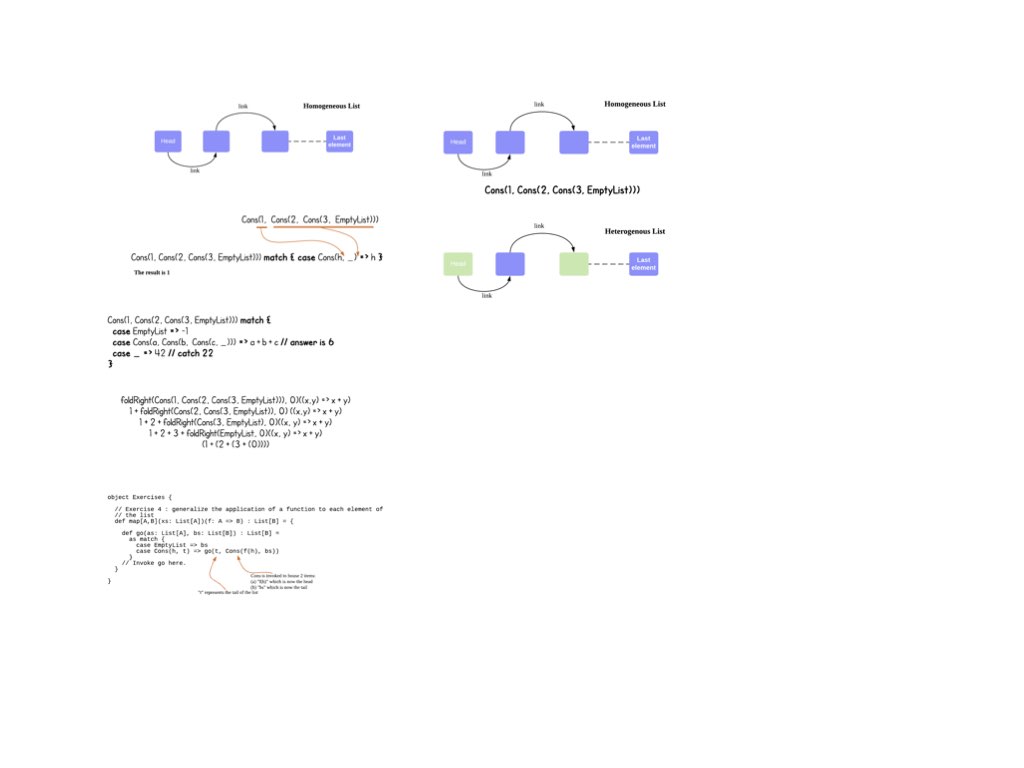 link
Homogeneous List
Head
Last
element
link
Cons(1, Cons(2, Cons(3, EmptyList)))
Cons(1, Cons(2, Cons(3, EmptyList))) match { case Cons(h, _) => h }
The result is 1
Cons(1, Cons(2, Cons(3, EmptyList))) match {
case EmptyList => -1
case Cons(a, Cons(b, Cons(c, _))) => a + b + c // answer is 6
case _ => 42 // catch 22
}
foldRight(Cons(1, Cons(2, Cons(3, EmptyList))), 0)((x,y) => x + y)
1 + foldRight(Cons(2, Cons(3, EmptyList)), 0) ((x,y) => x + y)
1 + 2 + foldRight(Cons(3, EmptyList), 0)((x, y) => x + y)
1 + 2 + 3 + foldRight(EmptyList, 0)((x, y) => x + y)
(1 + (2 + (3 + (0))))
object Exercises {
// Exercise 4 : generalize the application of a function to each element of
// the list
def map[A,B](xs: List[A])(f: A => B) : List[B] = {
def go(as: List[A], bs: List[B]) : List[B] =
as match {
case EmptyList => bs
case Cons(h, t) => go(t, Cons(f(h), bs))
}
// Invoke go here.
}
}
Cons is invoked to house 2 items:
(a) "f(h)" which is now the head
(b) "bs" which is now the tail
"t" represents the tail of the list
link
Homogeneous List
Head
Last
element
link
Cons(1, Cons(2, Cons(3, EmptyList)))
link
Heterogenous List
Head
Last
element
link